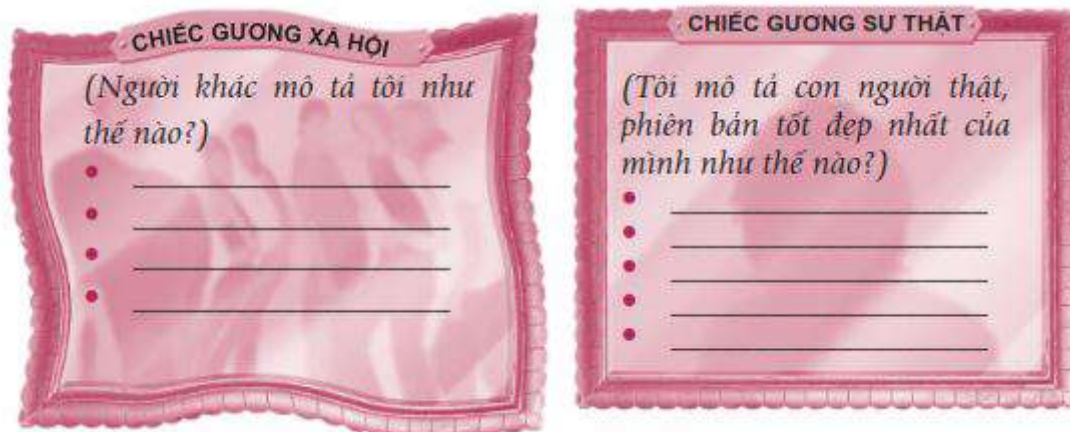 CHIẾC GƯƠNG XÃ HỘI
(Người khác mô tả tôi như
thế nào?)
CHIẾC GƯƠNG SỰ THẬT
(Tôi mô tả con người thật,
phiên bản tốt đẹp nhất của
mình như thế nào?)